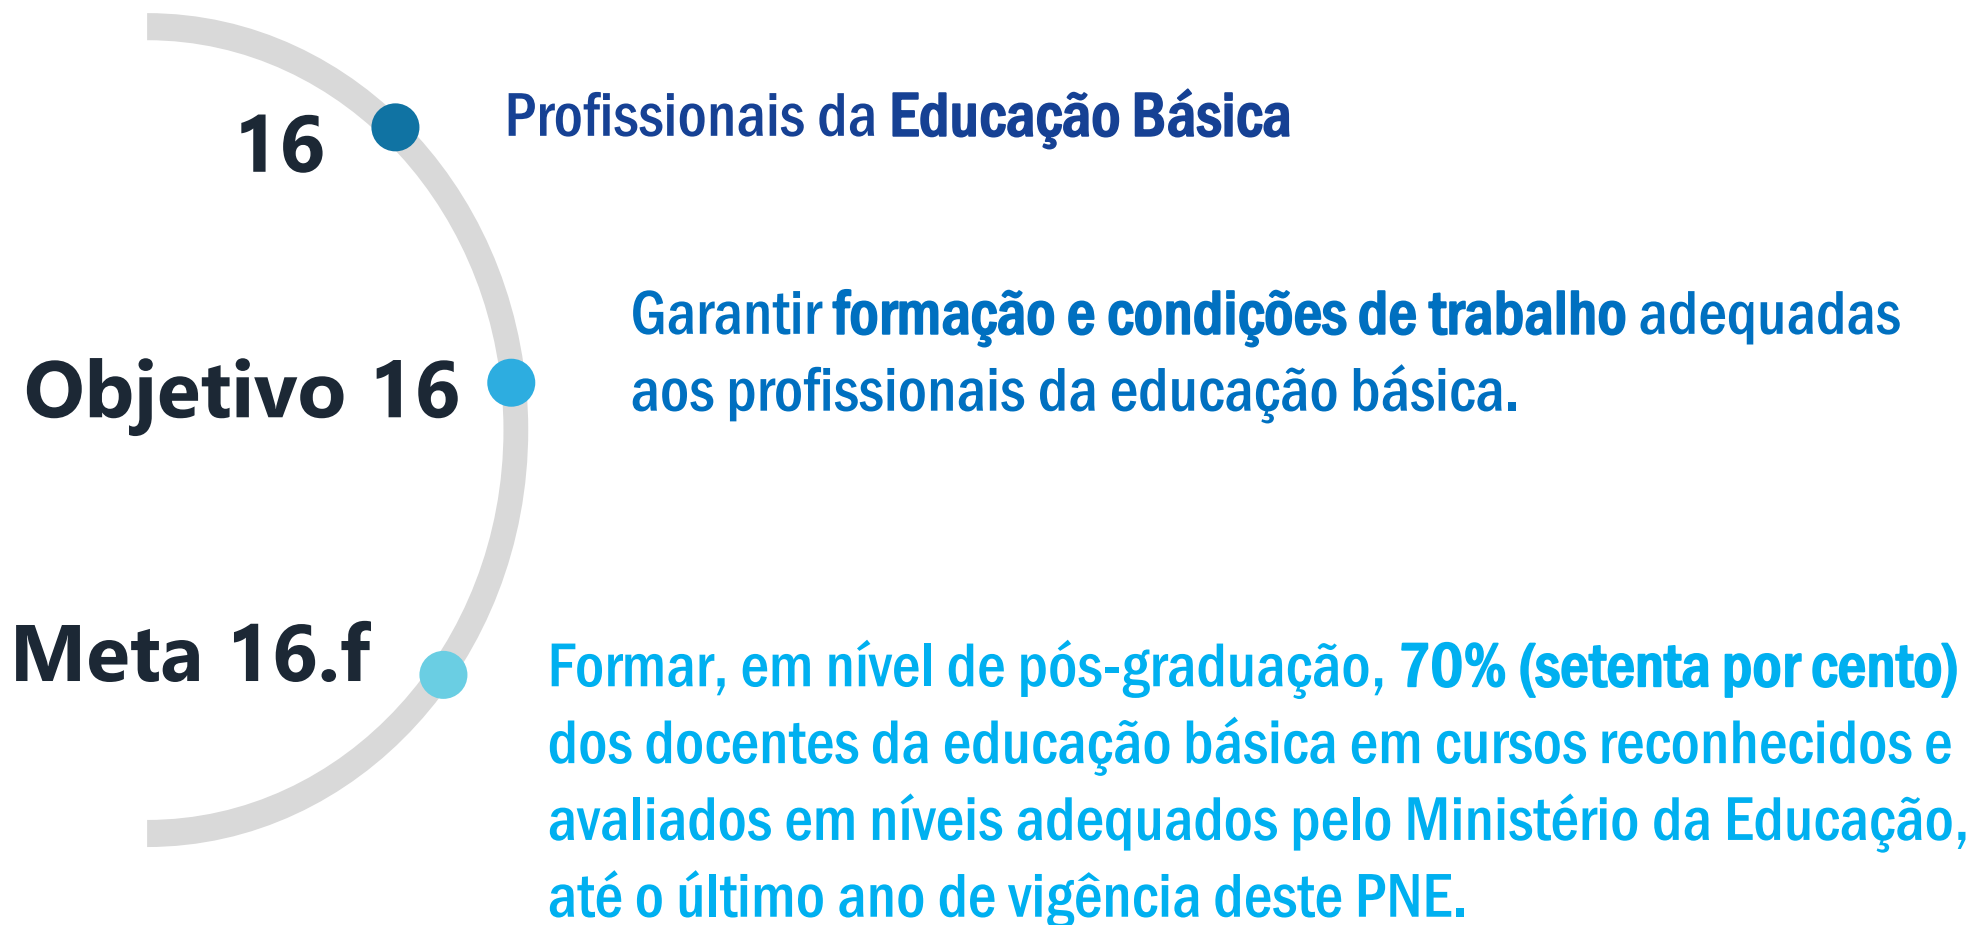 16
Profissionais da Educação Básica
Objetivo 16
Garantir formação e condições de trabalho adequadas
aos profissionais da educação básica.
Meta 16.f
Formar, em nível de pós-graduação, 70% (setenta por cento)
dos docentes da educação básica em cursos reconhecidos e
avaliados em níveis adequados pelo Ministério da Educação,
até o último ano de vigência deste PNE.